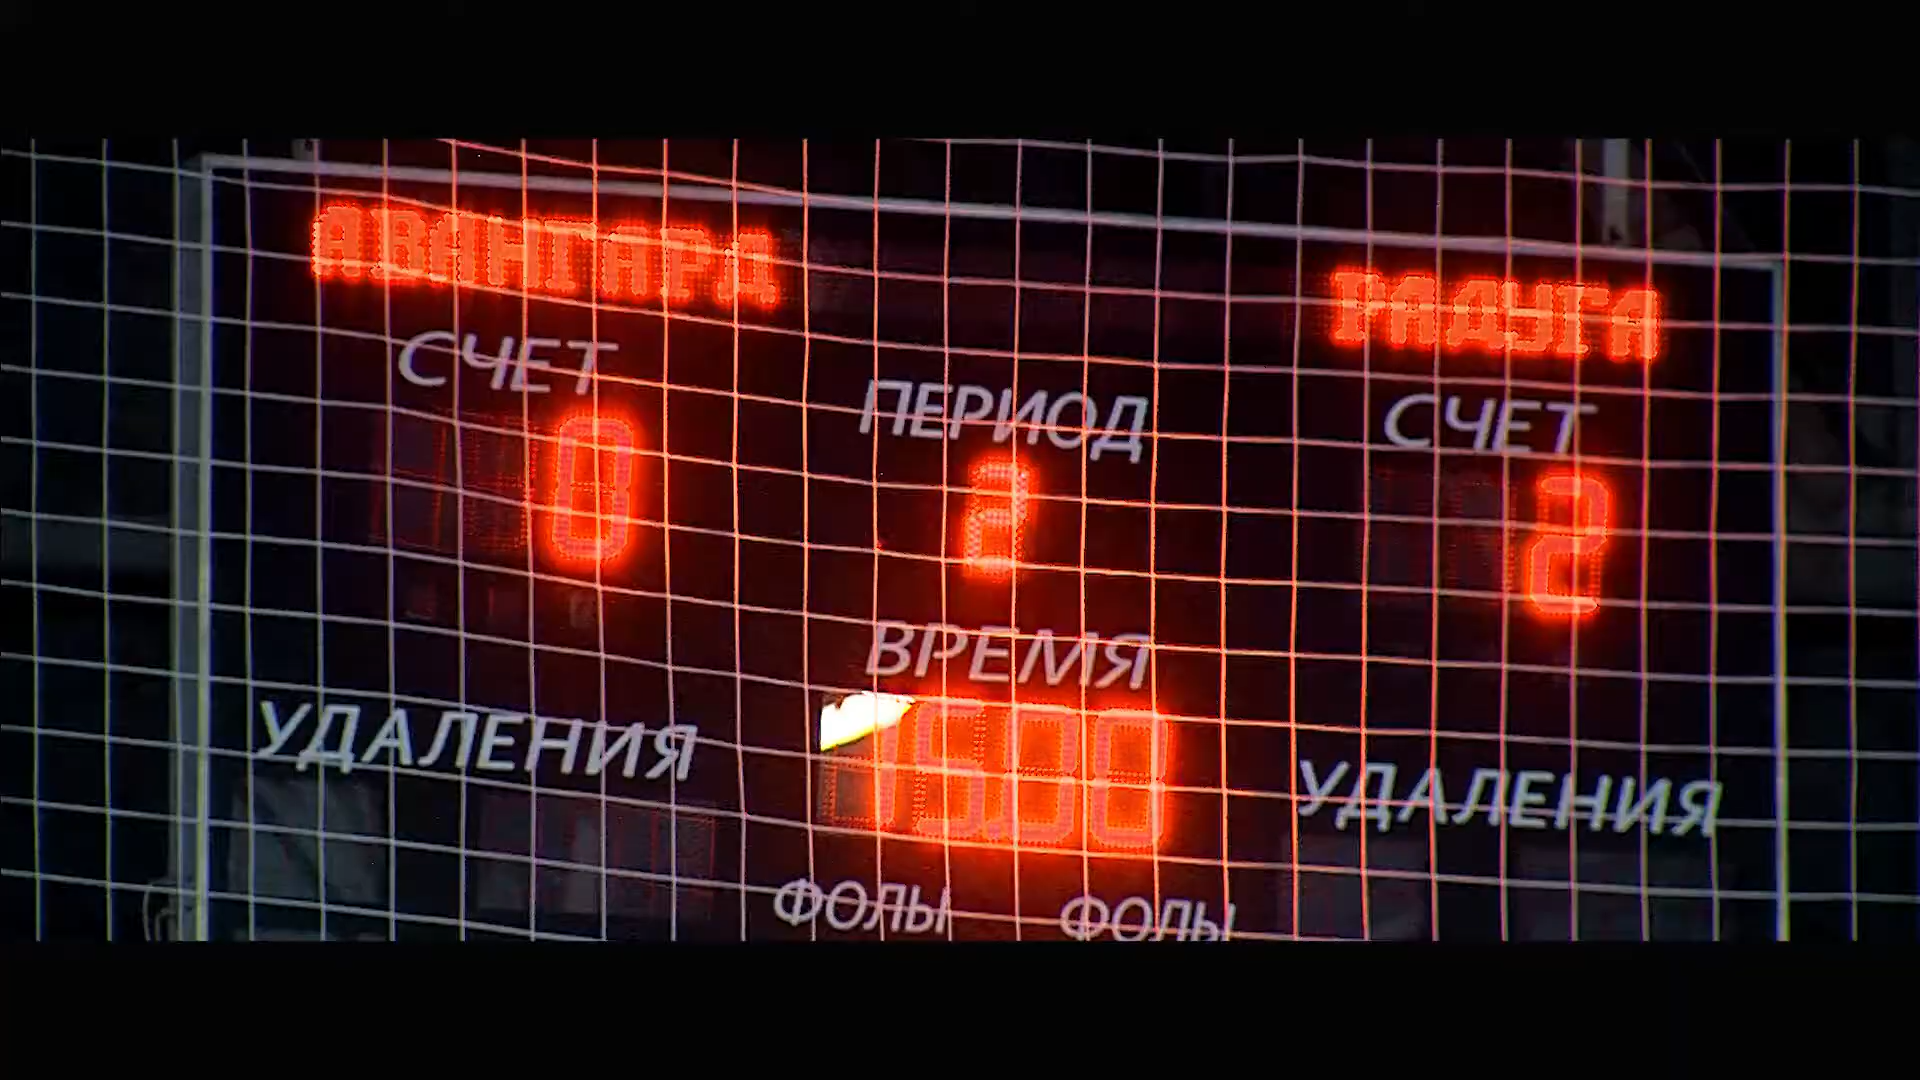 АВАНГАРД РАДУГА
СЧЕТ ПЕРИОД СЧЕТ
0 2 2
ВРЕМЯ
15.00
УДАЛЕНИЯ УДАЛЕНИЯ
ФОЛЫ ФОЛЫ